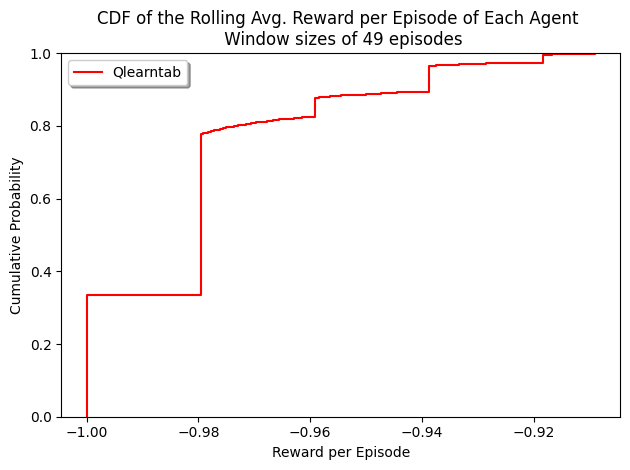 CDF of the Rolling Avg. Reward per Episode of Each Agent
Window sizes of 49 episodes
Qlearntab
Cumulative Probability
1.0
0.8
0.6
0.4
0.2
0.0
−1.00 −0.98 −0.96 −0.94 −0.92
Reward per Episode